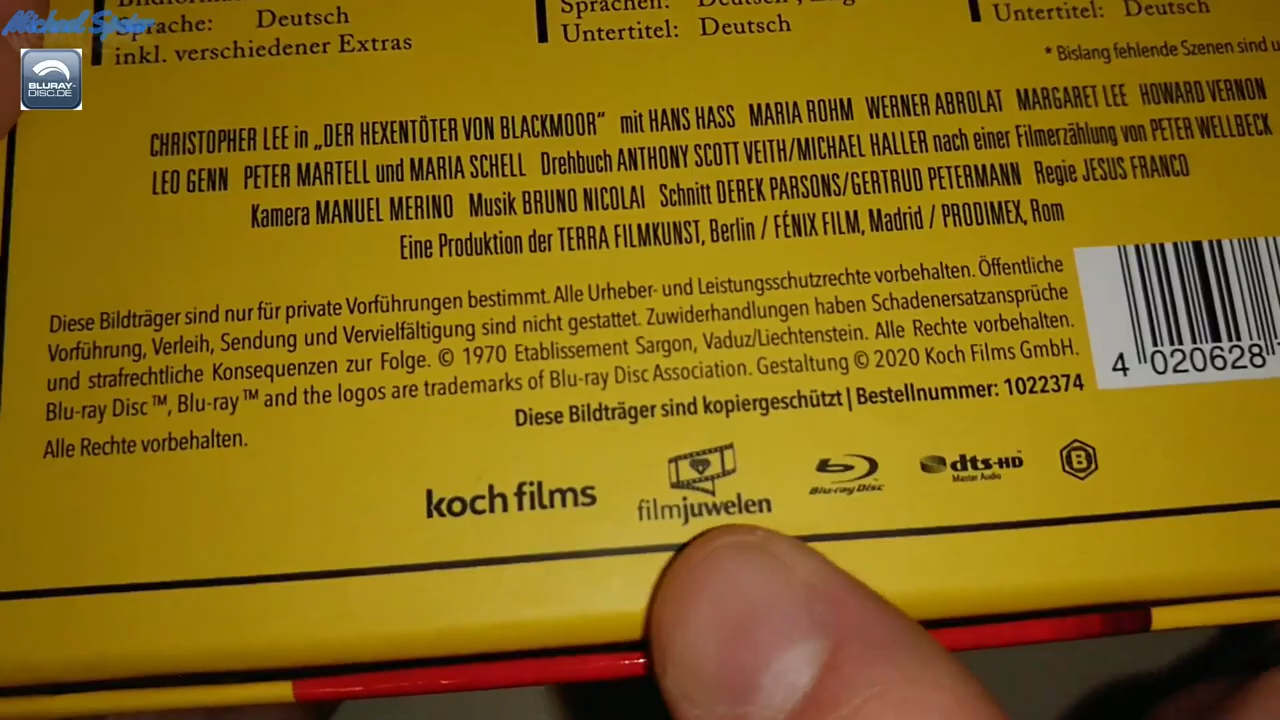 Michael Speier
BLURAY-
DISC.DE
Sprache: Deutsch
inkl. verschiedener Extras
Sprachen: Deutsch
Untertitel: Deutsch
Untertitel: Deutsch
* Bislang fehlende Szenen sind u
CHRISTOPHER LEE in „DER HEXENTÖTER VON BLACKMOOR“ mit HANS HASS MARIA ROHM WERNER ABROLAT MARGARET LEE HOWARD VERNON
LEO GENN PETER MARTELL und MARIA SCHELL Drehbuch ANTHONY SCOTT VEITH/MICHAEL HALLER nach einer Filmerzählung von PETER WELLBECK
Kamera MANUEL MERINO Musik BRUNO NICOLAI Schnitt DEREK PARSONS/GERTRUD PETERMANN Regie JESUS FRANCO
Eine Produktion der TERRA FILMKUNST, Berlin / FÉNIX FILM, Madrid / PRODIMEX, Rom
Diese Bildträger sind nur für private Vorführungen bestimmt. Alle Urheber- und Leistungsschutzrechte vorbehalten. Öffentliche
Vorführung, Verleih, Sendung und Vervielfältigung sind nicht gestattet. Zuwiderhandlungen haben Schadenersatzansprüche
und strafrechtliche Konsequenzen zur Folge. © 1970 Etablissement Sargon, Vaduz/Liechtenstein. Alle Rechte vorbehalten.
Blu-ray Disc™, Blu-ray™ and the logos are trademarks of Blu-ray Disc Association. Gestaltung © 2020 Koch Films GmbH.
Alle Rechte vorbehalten.
Diese Bildträger sind kopiergeschützt | Bestellnummer: 1022374
4 020628
koch films
filmjuwelen
Blu-ray Disc
dts-HD
Master Audio
B